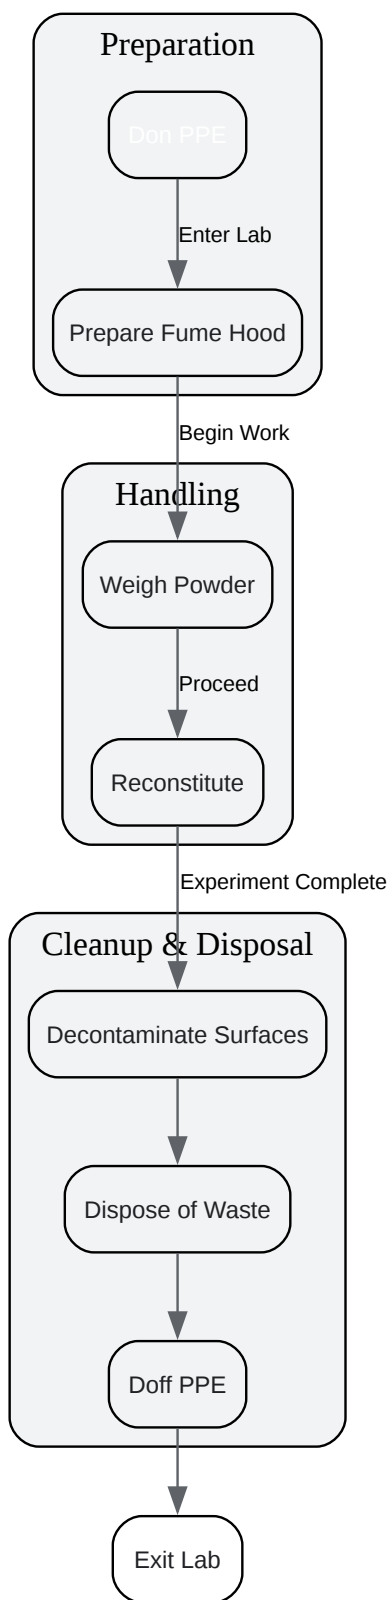 Preparation
Don PPE
Enter Lab
Prepare Fume Hood
Begin Work
Handling
Weigh Powder
Proceed
Reconstitute
Experiment Complete
Cleanup & Disposal
Decontaminate Surfaces
Dispose of Waste
Doff PPE
Exit Lab